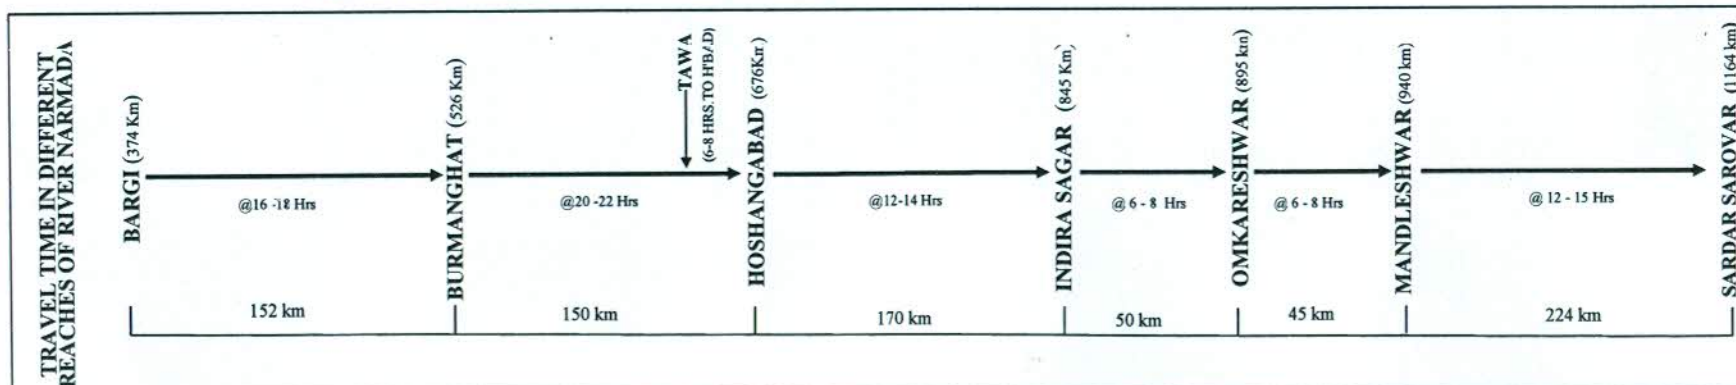 TRAVEL TIME IN DIFFERENT
REACHES OF RIVER NARMADA
BARGI (374 Km)
@16 -18 Hrs
BURMANGHAT (526 Km)
@20 -22 Hrs
TAWA
(6-8 HRS.TO H'BAD)
HOSHANGABAD (676Km)
@12-14 Hrs
INDIRA SAGAR (845 Km)
@ 6 - 8 Hrs
OMKARESHWAR (895 km)
@ 6 - 8 Hrs
MANDLESHWAR (940 km)
@ 12 - 15 Hrs
SARDAR SAROVAR (1164 km)
152 km
150 km
170 km
50 km
45 km
224 km